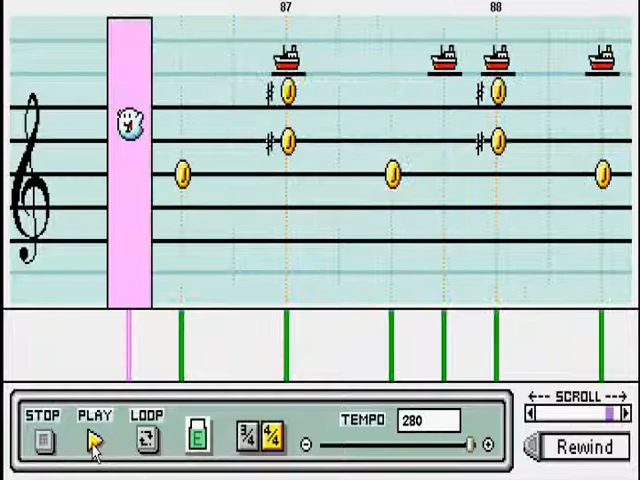 87 88
STOP PLAY LOOP
E
3/4 4/4
TEMPO 280
SCROLL
Rewind